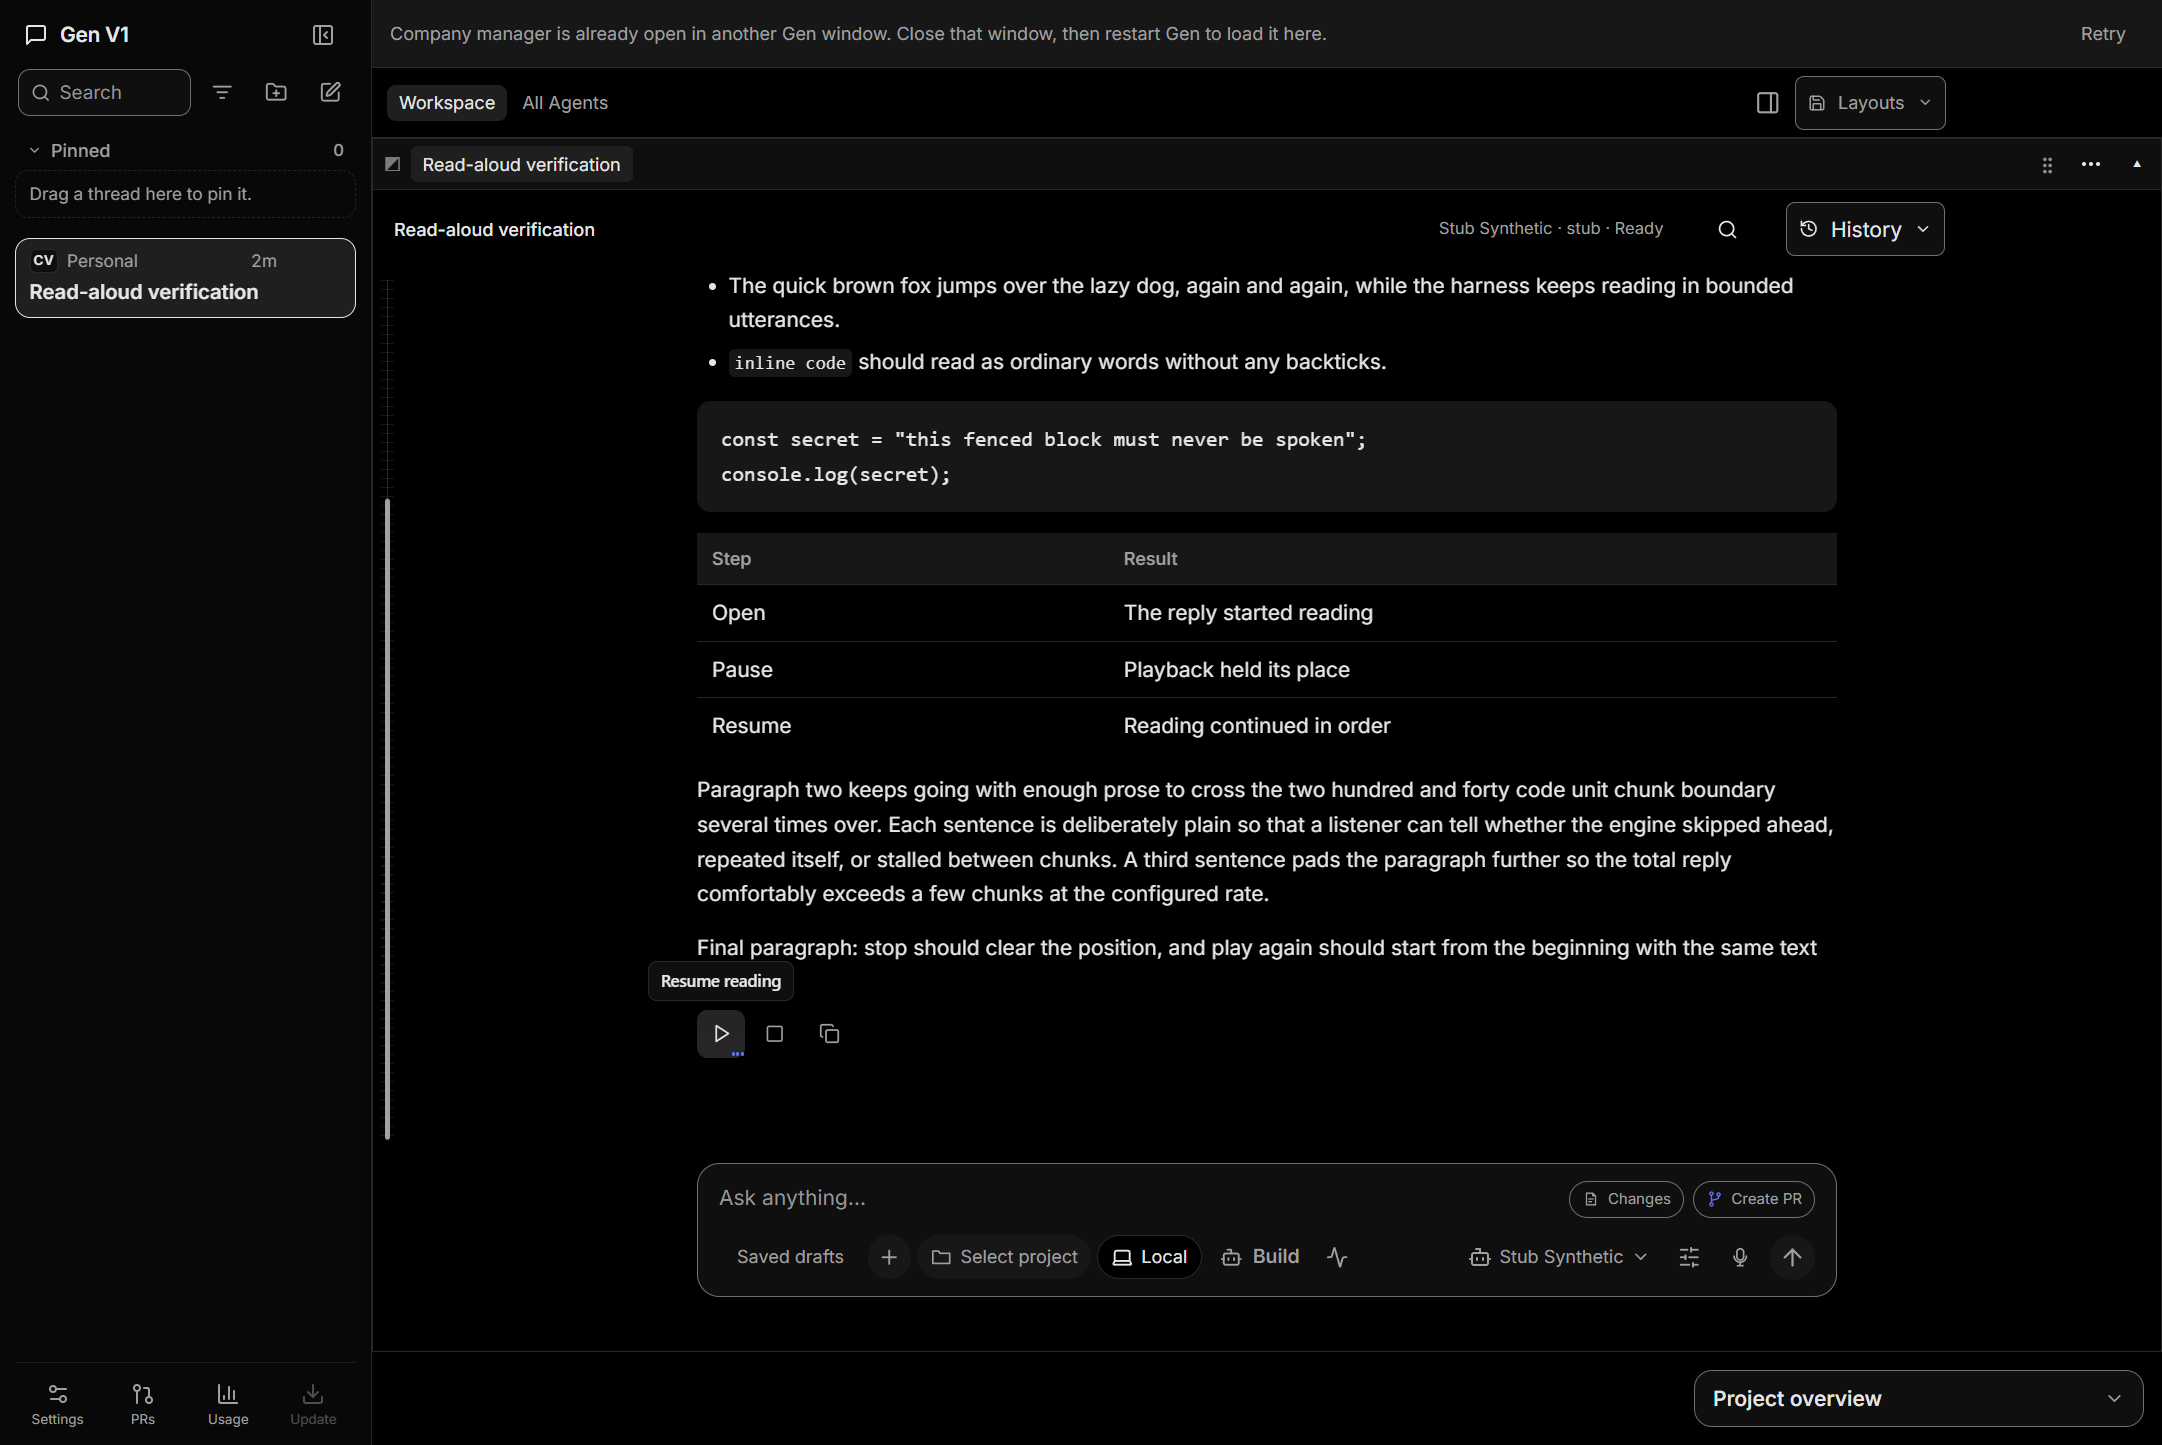 Gen V1
Search
Pinned 0
Drag a thread here to pin it.
CV Personal 2m
Read-aloud verification
Settings PRs Usage Update
Company manager is already open in another Gen window. Close that window, then restart Gen to load it here. Retry
Workspace All Agents Layouts
Read-aloud verification
Read-aloud verification Stub Synthetic · stub · Ready History
• The quick brown fox jumps over the lazy dog, again and again, while the harness keeps reading in bounded
utterances.
• inline code should read as ordinary words without any backticks.
const secret = "this fenced block must never be spoken";
console.log(secret);
Step Result
Open The reply started reading
Pause Playback held its place
Resume Reading continued in order
Paragraph two keeps going with enough prose to cross the two hundred and forty code unit chunk boundary
several times over. Each sentence is deliberately plain so that a listener can tell whether the engine skipped ahead,
repeated itself, or stalled between chunks. A third sentence pads the paragraph further so the total reply
comfortably exceeds a few chunks at the configured rate.
Final paragraph: stop should clear the position, and play again should start from the beginning with the same text
Resume reading
Ask anything... Changes Create PR
Saved drafts Select project Local Build Stub Synthetic
Project overview